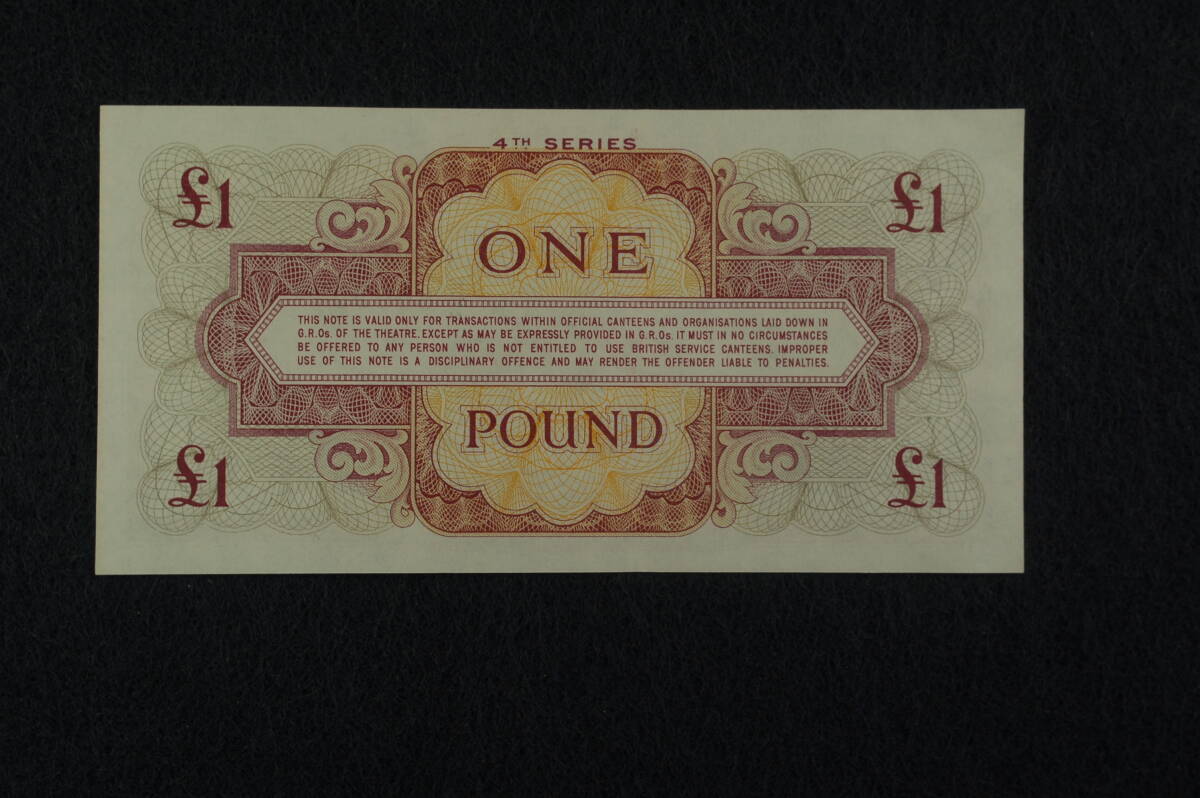 4TH SERIES
£1 £1
ONE
THIS NOTE IS VALID ONLY FOR TRANSACTIONS WITHIN OFFICIAL CANTEENS AND ORGANISATIONS LAID DOWN IN
G.R.Os. OF THE THEATRE. EXCEPT AS MAY BE EXPRESSLY PROVIDED IN G.R.Os. IT MUST IN NO CIRCUMSTANCES
BE OFFERED TO ANY PERSON WHO IS NOT ENTITLED TO USE BRITISH SERVICE CANTEENS. IMPROPER
USE OF THIS NOTE IS A DISCIPLINARY OFFENCE AND MAY RENDER THE OFFENDER LIABLE TO PENALTIES.
POUND
£1 £1